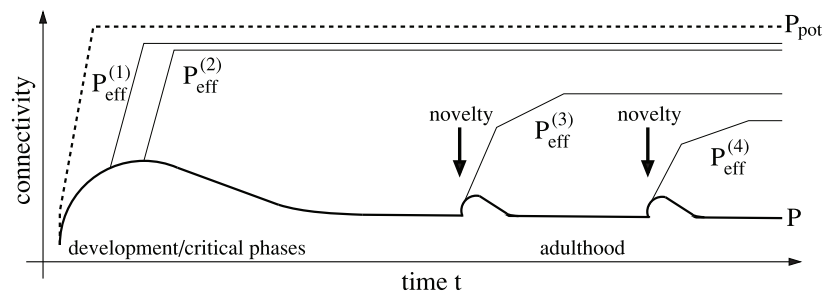 P_pot
P_eff^(1)
P_eff^(2)
connectivity
novelty
novelty
P_eff^(3)
P_eff^(4)
P
development/critical phases
adulthood
time t